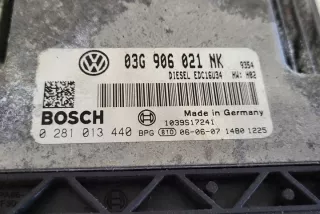 03G 906 021 NK 9354
DIESEL EDC16U34 HW: H02
BOSCH Made in Germany
1039S17241
0 281 013 440 BPG 810 06-06-07 1480 1225